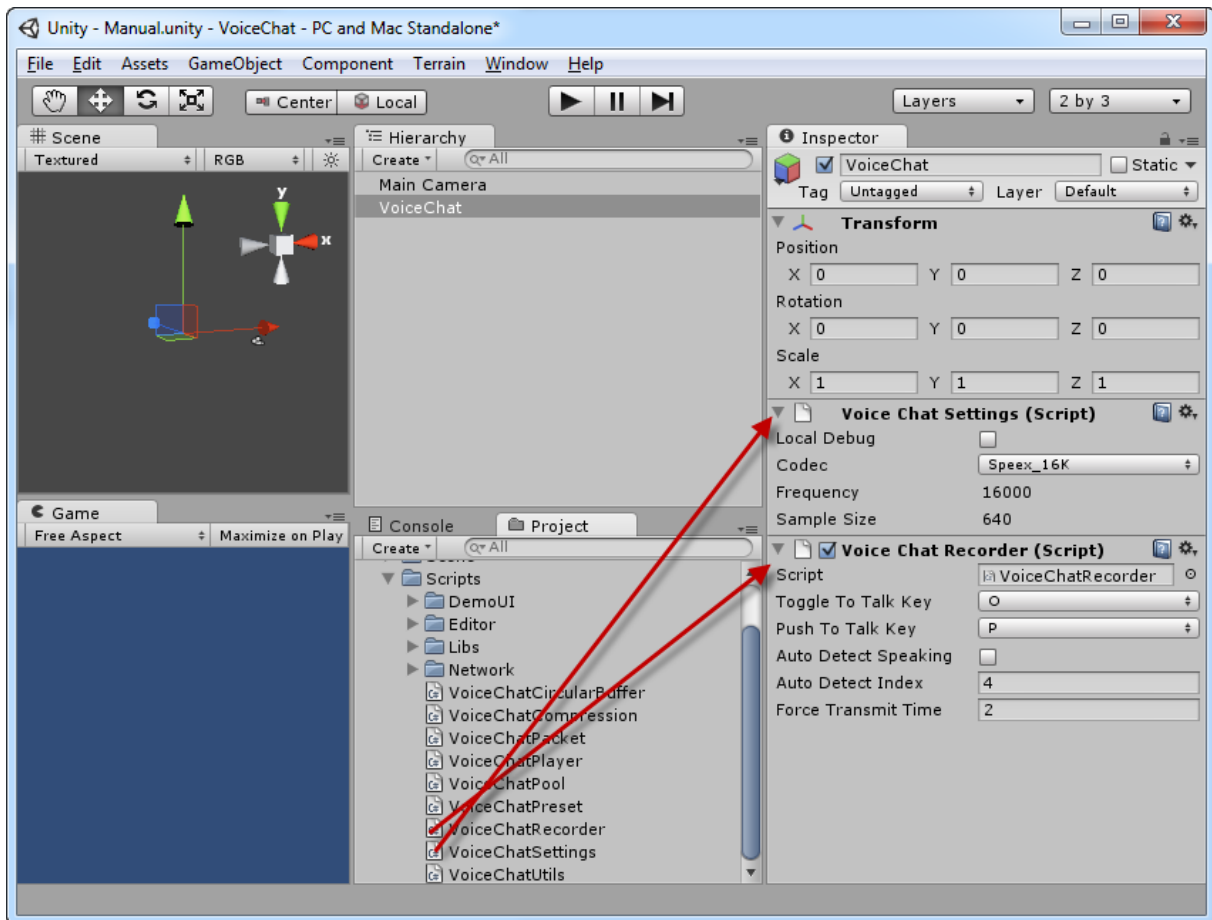 Unity - Manual.unity - VoiceChat - PC and Mac Standalone*
File Edit Assets GameObject Component Terrain Window Help
Center Local Layers 2 by 3
Scene
Textured RGB
y
x
Hierarchy
Create All
Main Camera
VoiceChat
Inspector
VoiceChat Static
Tag Untagged Layer Default
Transform
Position
X 0 Y 0 Z 0
Rotation
X 0 Y 0 Z 0
Scale
X 1 Y 1 Z 1
Voice Chat Settings (Script)
Local Debug
Codec Speex_16K
Frequency 16000
Sample Size 640
Voice Chat Recorder (Script)
Script VoiceChatRecorder
Toggle To Talk Key O
Push To Talk Key P
Auto Detect Speaking
Auto Detect Index 4
Force Transmit Time 2
Game
Free Aspect Maximize on Play
Console Project
Create All
Scripts
DemoUI
Editor
Libs
Network
VoiceChatCircularBuffer
VoiceChatCompression
VoiceChatPacket
VoiceChatPlayer
VoiceChatPool
VoiceChatPreset
VoiceChatRecorder
VoiceChatSettings
VoiceChatUtils